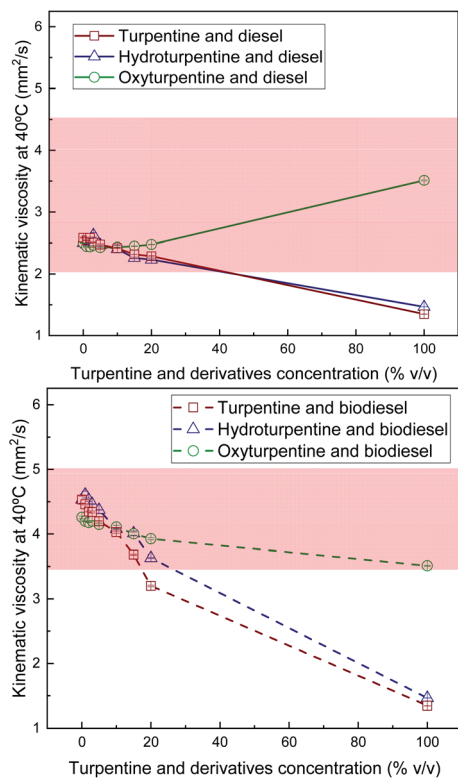 6
5
4
3
2
1
Kinematic viscosity at 40ºC (mm²/s)
Turpentine and diesel
Hydroturpentine and diesel
Oxyturpentine and diesel
0 20 40 60 80 100
Turpentine and derivatives concentration (% v/v)
6
5
4
3
2
1
Kinematic viscosity at 40ºC (mm²/s)
Turpentine and biodiesel
Hydroturpentine and biodiesel
Oxyturpentine and biodiesel
0 20 40 60 80 100
Turpentine and derivatives concentration (% v/v)